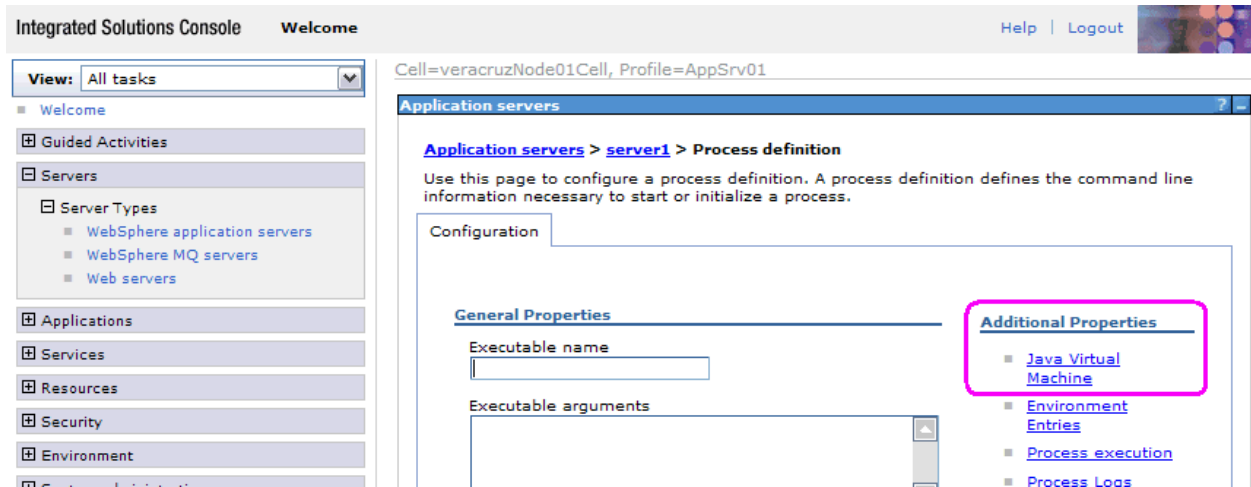 Integrated Solutions Console Welcome Help | Logout
View: All tasks
Welcome
Guided Activities
Servers
Server Types
WebSphere application servers
WebSphere MQ servers
Web servers
Applications
Services
Resources
Security
Environment
Cell=veracruzNode01Cell, Profile=AppSrv01
Application servers ? -
Application servers > server1 > Process definition
Use this page to configure a process definition. A process definition defines the command line
information necessary to start or initialize a process.
Configuration
General Properties
Executable name
Executable arguments
Additional Properties
Java Virtual
Machine
Environment
Entries
Process execution
Process Logs